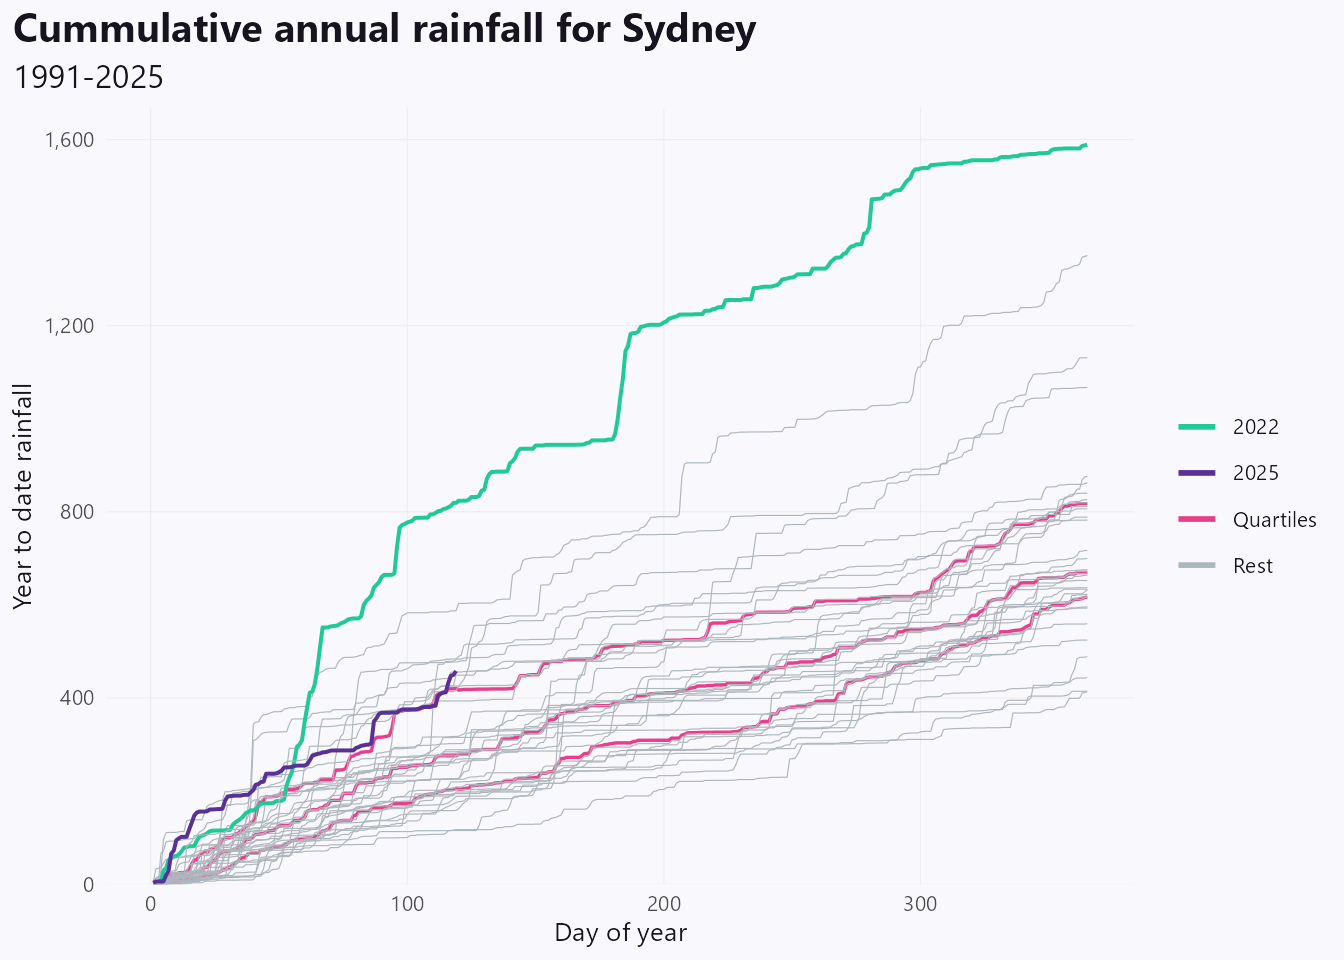 Cummulative annual rainfall for Sydney
1991-2025
Year to date rainfall
1,600
1,200
800
400
0
0
100
200
300
Day of year
2022
2025
Quartiles
Rest